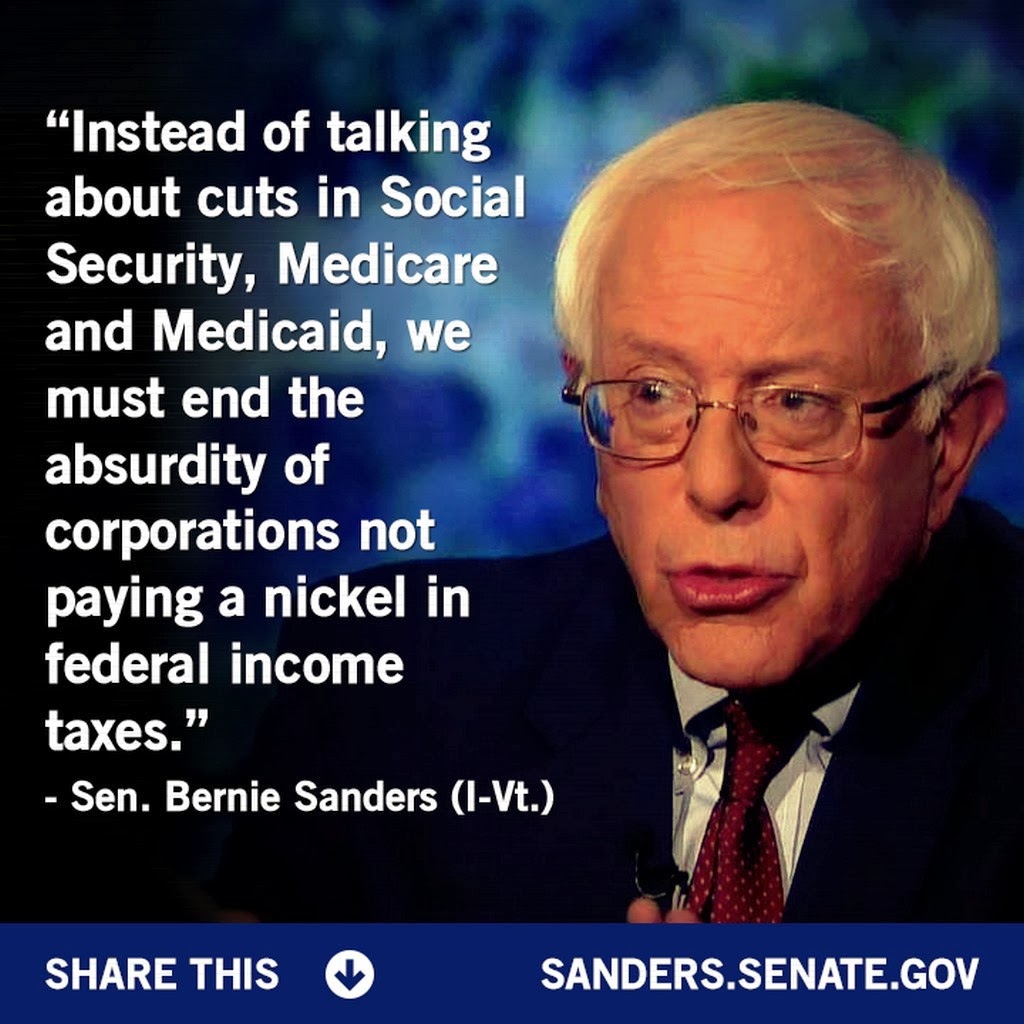 “Instead of talking
about cuts in Social
Security, Medicare
and Medicaid, we
must end the
absurdity of
corporations not
paying a nickel in
federal income
taxes.”
- Sen. Bernie Sanders (I-Vt.)
SHARE THIS
SANDERS.SENATE.GOV